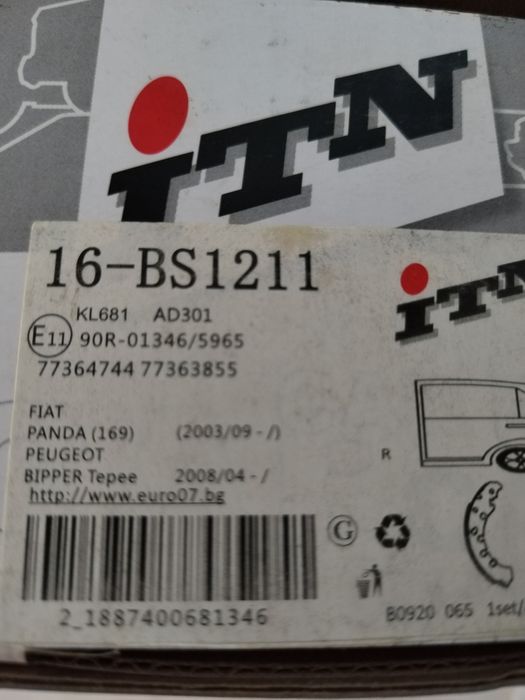 iTN
16-BS1211
iTN
KL681 AD301
E11 90R-01346/5965
77364744 77363855
FIAT
PANDA (169) (2003/09 - /)
PEUGEOT
R
BIPPER Tepee 2008/04 - /
http://www.euro07.bg
G
2_1887400681346
B0920 065 1set/